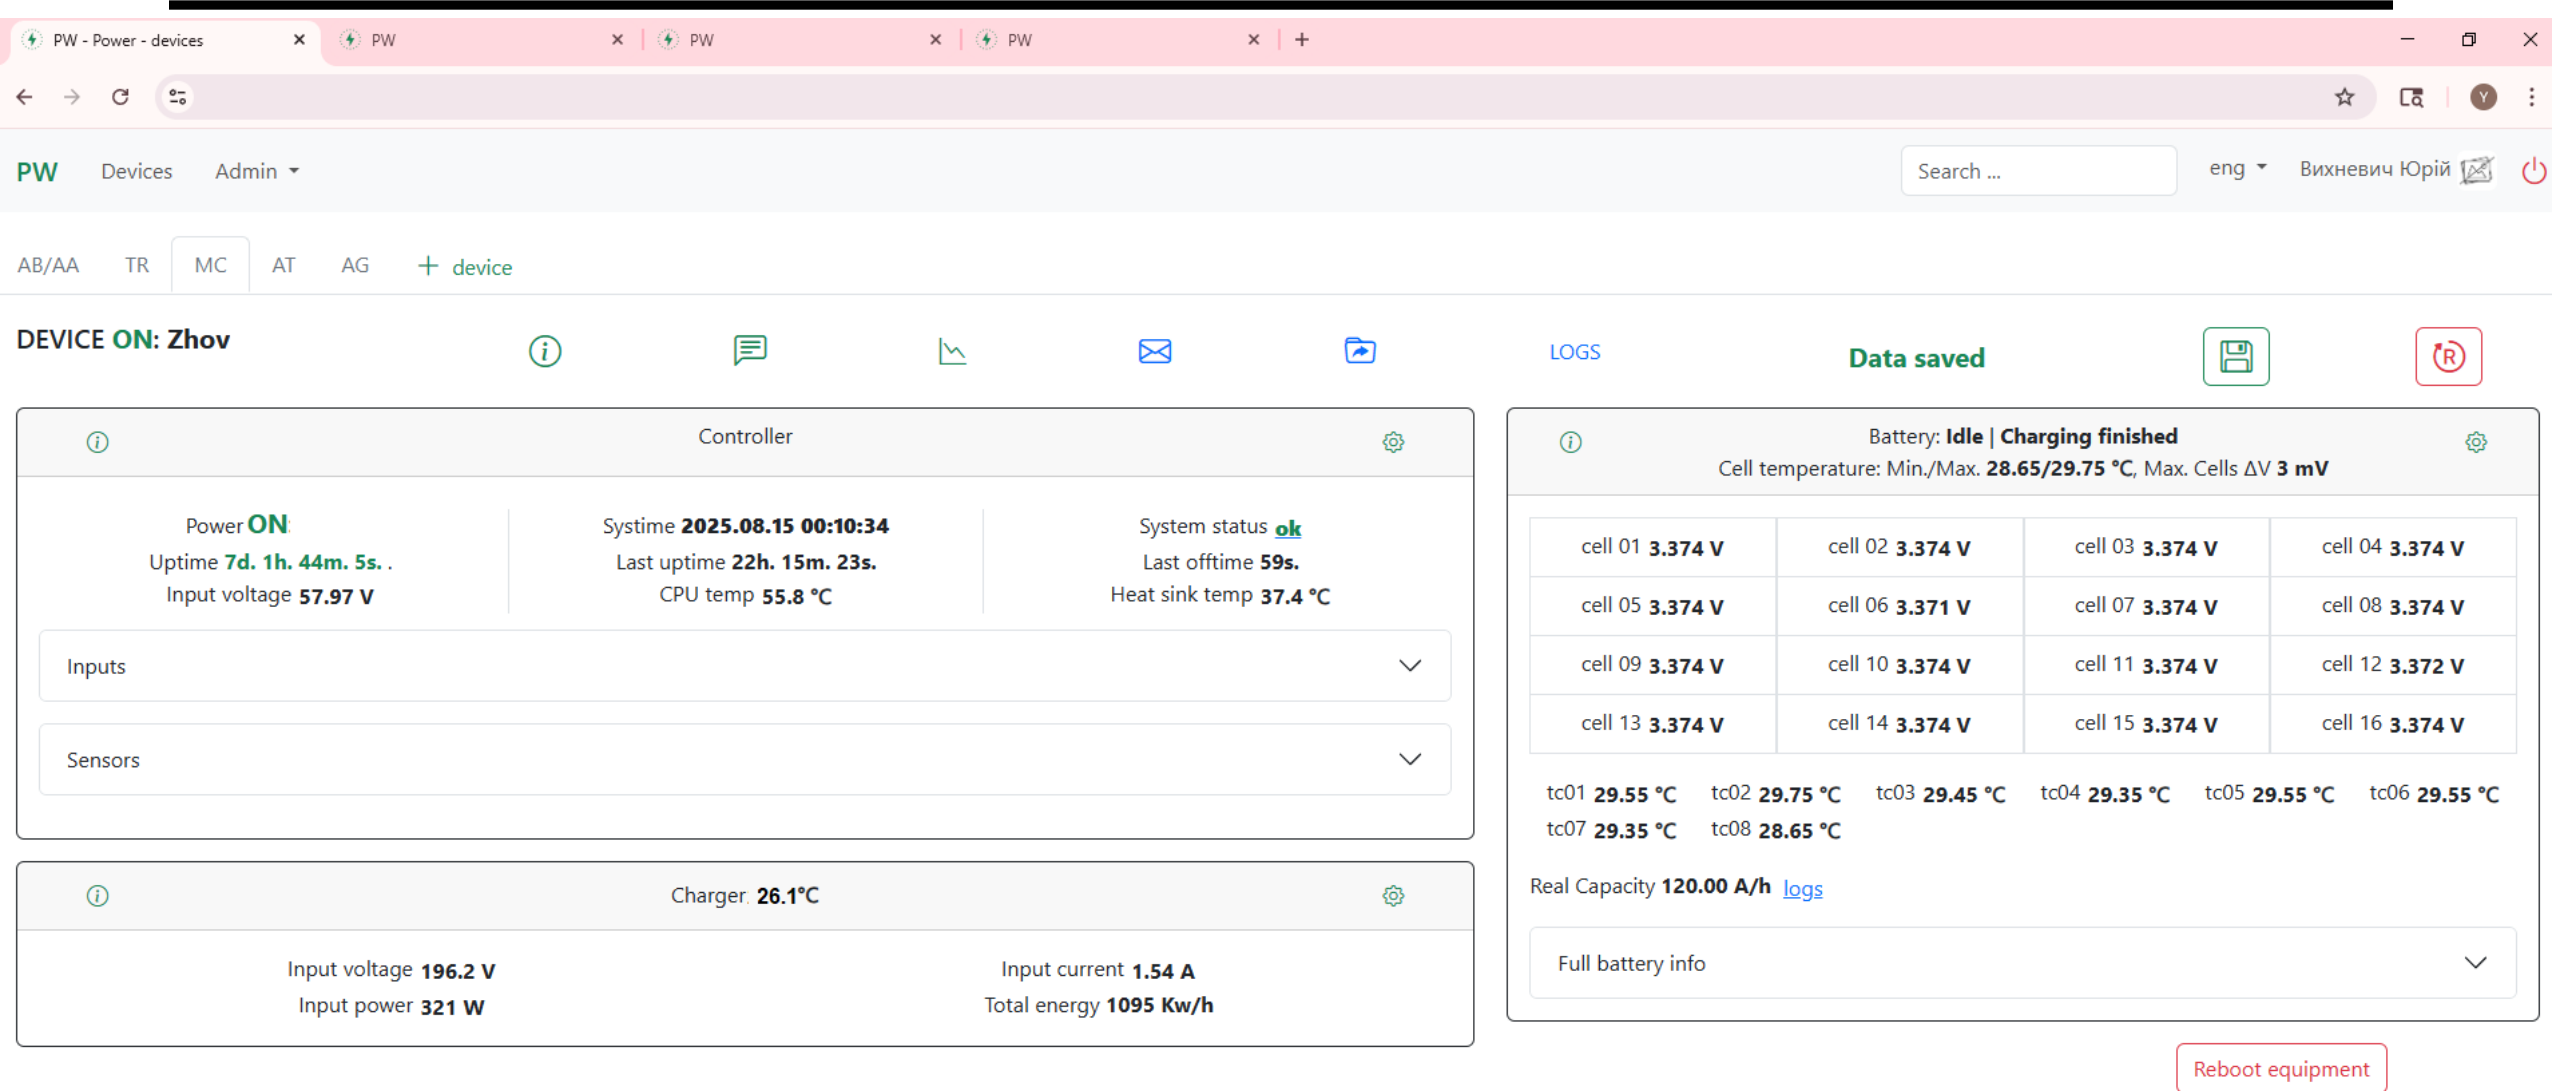 PW - Power - devices
PW
PW
PW
Y
PW Devices Admin Search ... eng Вихневич Юрій
AB/AA TR MC AT AG + device
DEVICE ON: Zhov
LOGS
Data saved
R
Controller
Power ON:
Uptime 7d. 1h. 44m. 5s. .
Input voltage 57.97 V
Systime 2025.08.15 00:10:34
Last uptime 22h. 15m. 23s.
CPU temp 55.8 °C
System status ok
Last offtime 59s.
Heat sink temp 37.4 °C
Inputs
Sensors
Charger 26.1°C
Input voltage 196.2 V
Input power 321 W
Input current 1.54 A
Total energy 1095 Kw/h
Battery: Idle | Charging finished
Cell temperature: Min./Max. 28.65/29.75 °C, Max. Cells ΔV 3 mV
cell 01 3.374 V cell 02 3.374 V cell 03 3.374 V cell 04 3.374 V
cell 05 3.374 V cell 06 3.371 V cell 07 3.374 V cell 08 3.374 V
cell 09 3.374 V cell 10 3.374 V cell 11 3.374 V cell 12 3.372 V
cell 13 3.374 V cell 14 3.374 V cell 15 3.374 V cell 16 3.374 V
tc01 29.55 °C tc02 29.75 °C tc03 29.45 °C tc04 29.35 °C tc05 29.55 °C tc06 29.55 °C
tc07 29.35 °C tc08 28.65 °C
Real Capacity 120.00 A/h logs
Full battery info
Reboot equipment